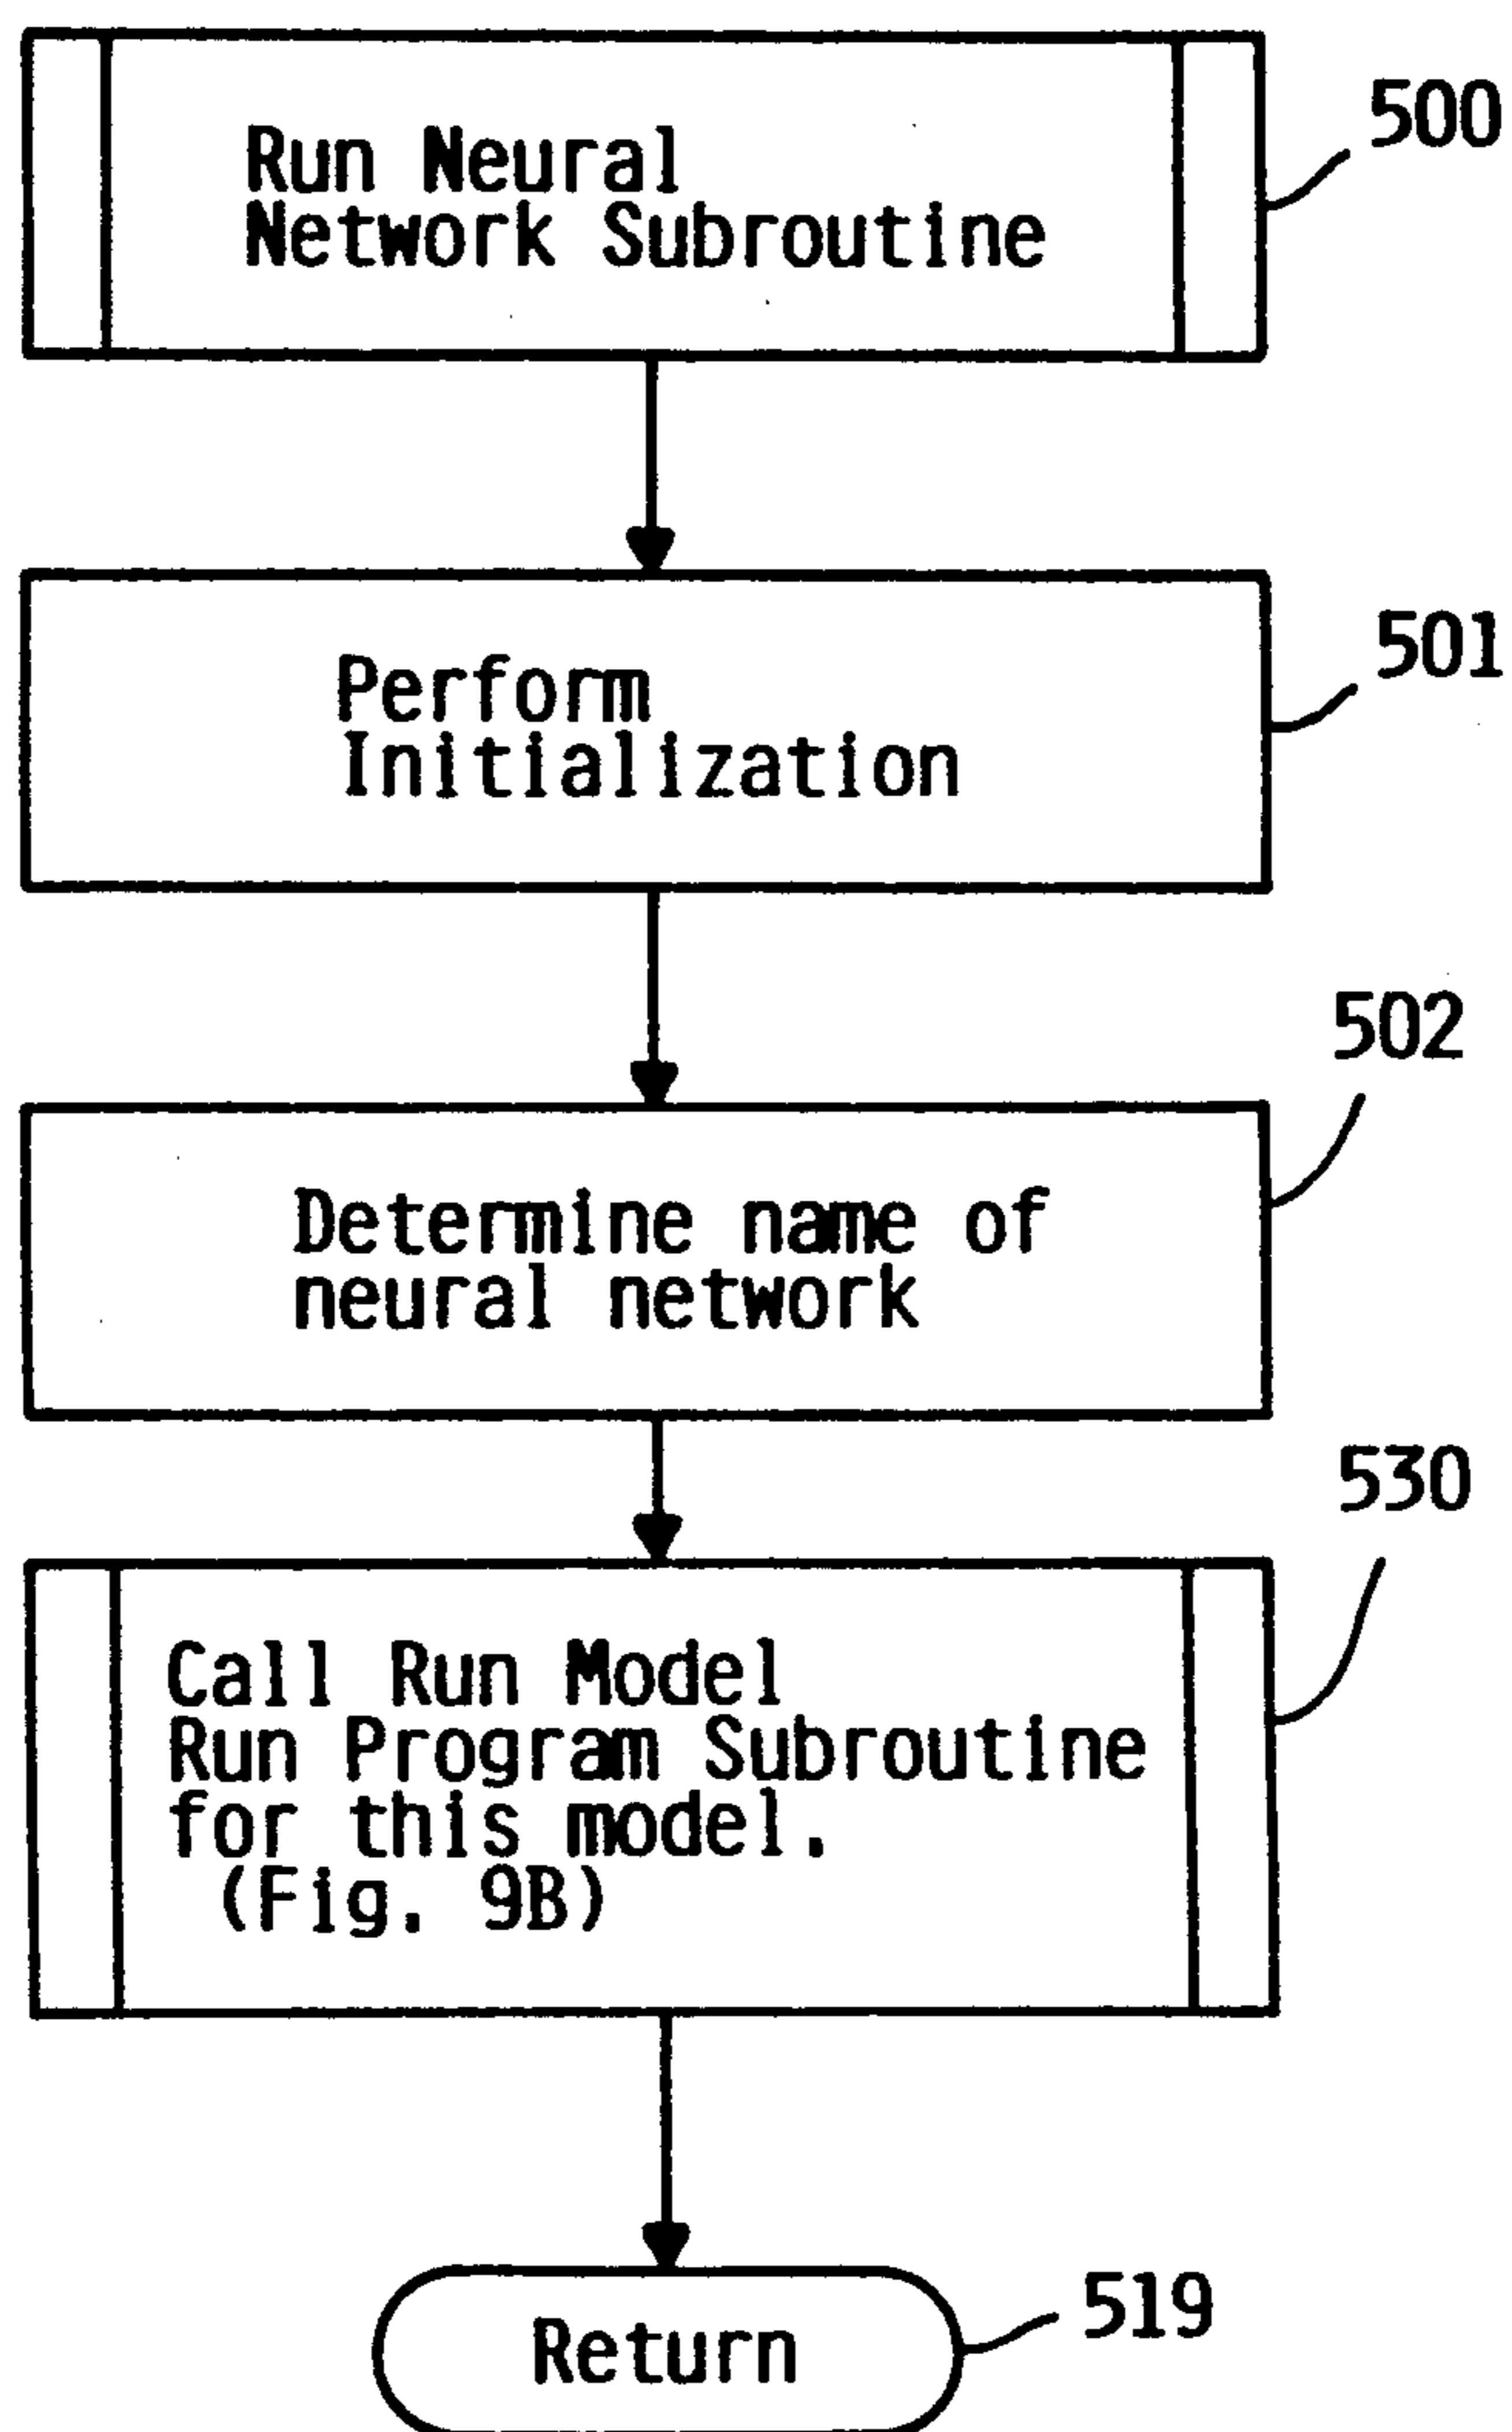 500
Run Neural
Network Subroutine
501
Perform
Initialization
502
Determine name of
neural network
530
Call Run Model
Run Program Subroutine
for this model.
(Fig. 9B)
Return
519